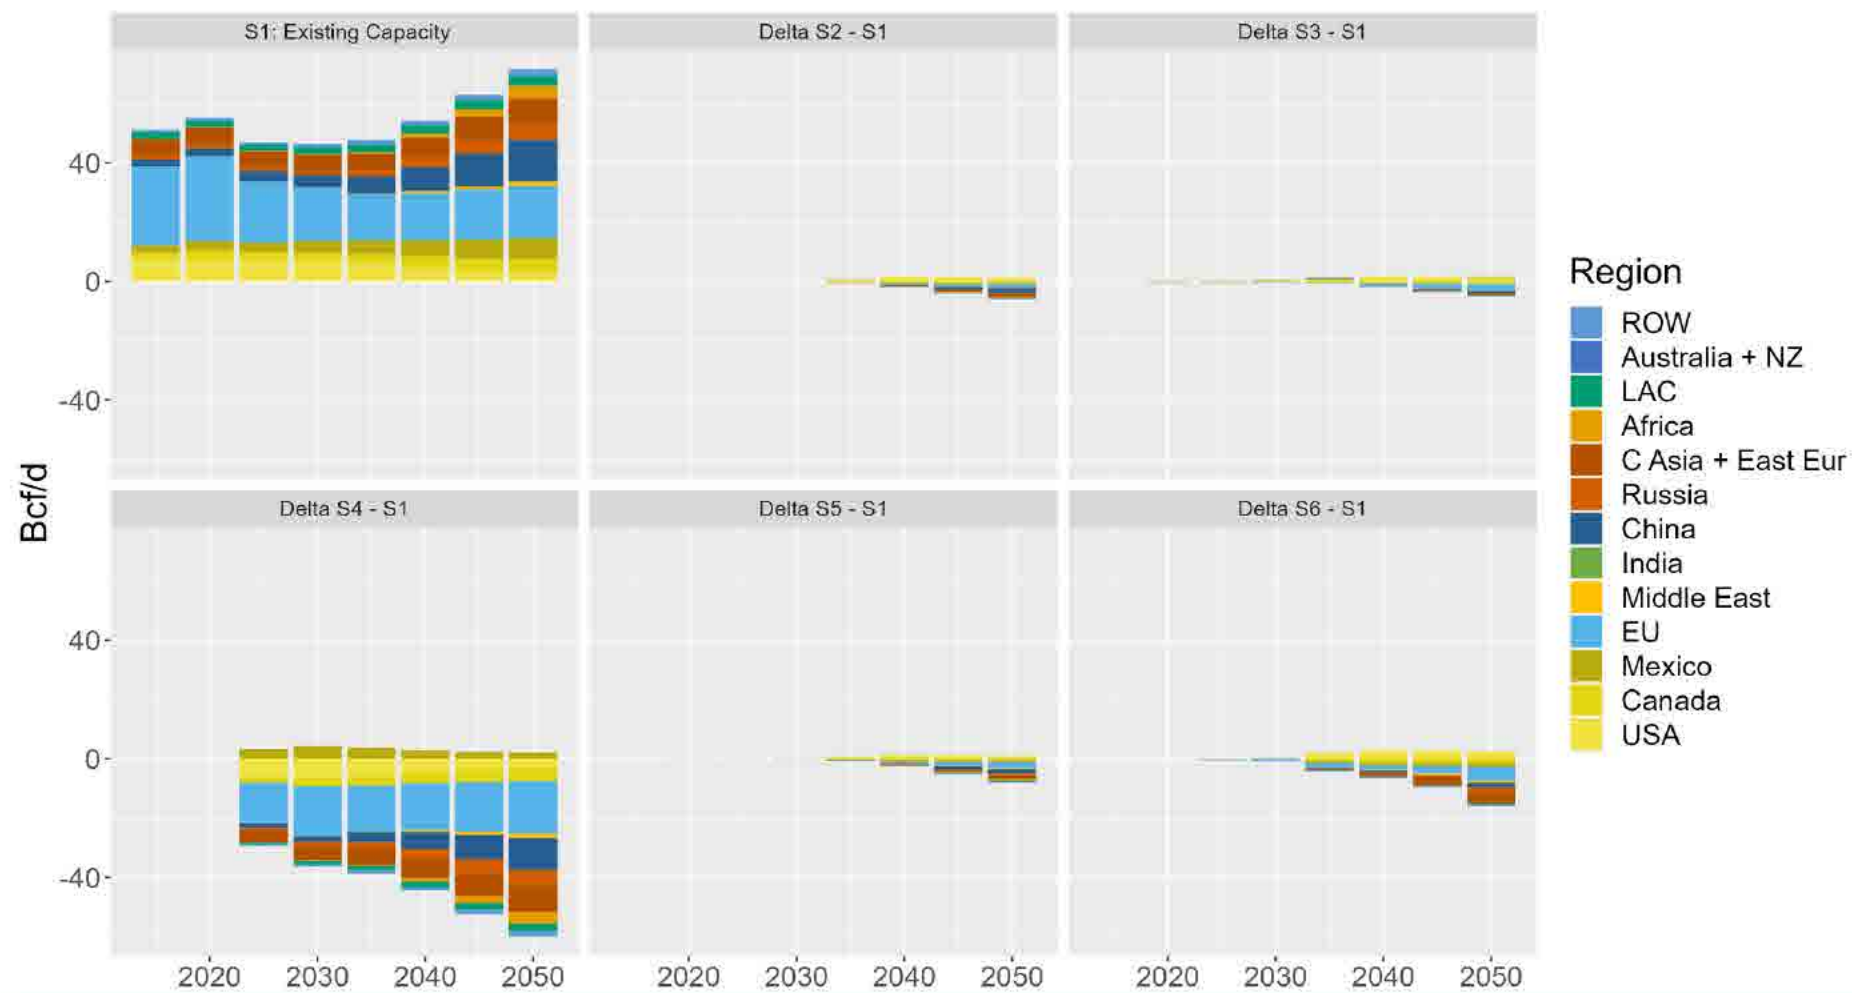 S1: Existing Capacity
Delta S2 - S1
Delta S3 - S1
40
0
-40
Bcf/d
Delta S4 - S1
Delta S5 - S1
Delta S6 - S1
40
0
-40
2020 2030 2040 2050
2020 2030 2040 2050
2020 2030 2040 2050
Region
ROW
Australia + NZ
LAC
Africa
C Asia + East Eur
Russia
China
India
Middle East
EU
Mexico
Canada
USA